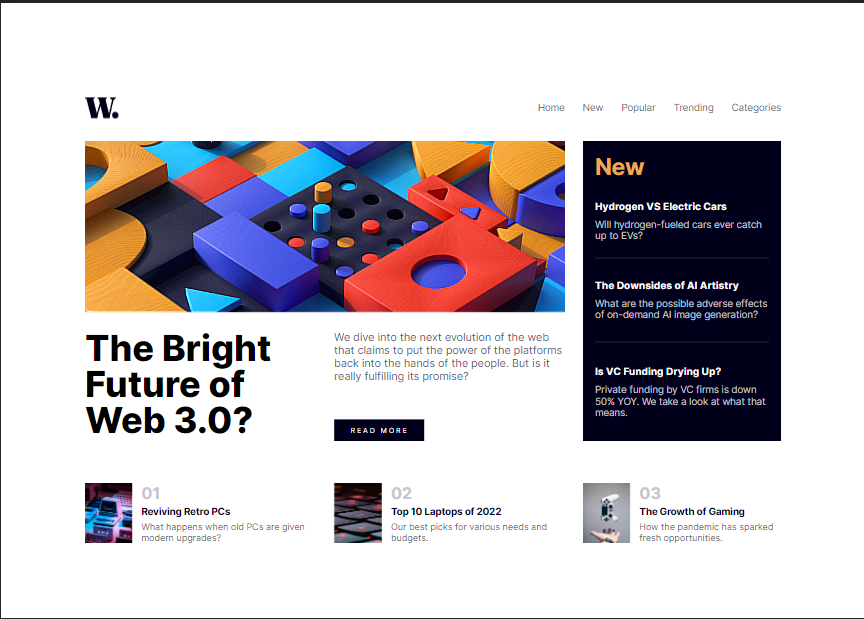 W.
Home New Popular Trending Categories
The Bright
Future of
Web 3.0?
We dive into the next evolution of the web
that claims to put the power of the platforms
back into the hands of the people. But is it
really fulfilling its promise?
READ MORE
New
Hydrogen VS Electric Cars
Will hydrogen-fueled cars ever catch
up to EVs?
The Downsides of AI Artistry
What are the possible adverse effects
of on-demand AI image generation?
Is VC Funding Drying Up?
Private funding by VC firms is down
50% YOY. We take a look at what that
means.
01
Reviving Retro PCs
What happens when old PCs are given
modern upgrades?
02
Top 10 Laptops of 2022
Our best picks for various needs and
budgets.
03
The Growth of Gaming
How the pandemic has sparked
fresh opportunities.